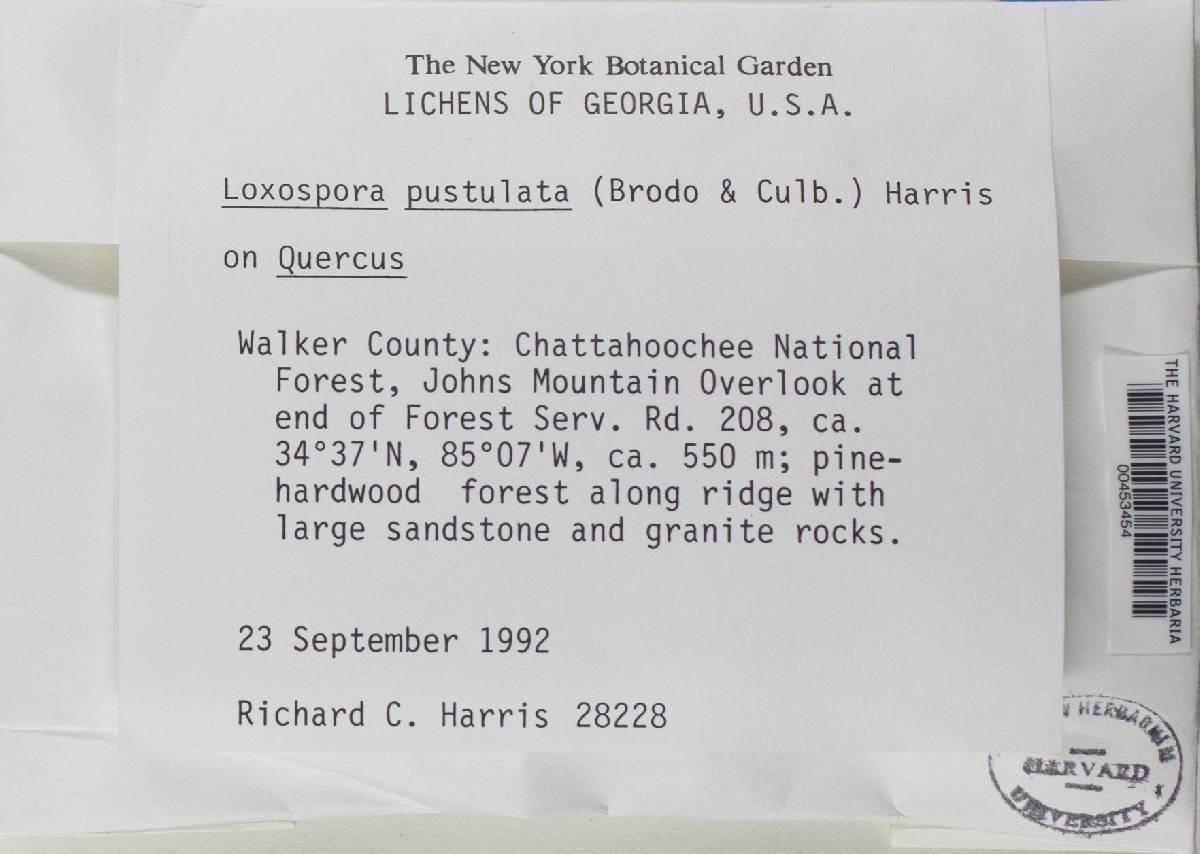 The New York Botanical Garden
LICHENS OF GEORGIA, U.S.A.
Loxospora pustulata (Brodo & Culb.) Harris
on Quercus
Walker County: Chattahoochee National
Forest, Johns Mountain Overlook at
end of Forest Serv. Rd. 208, ca.
34°37'N, 85°07'W, ca. 550 m; pine-
hardwood forest along ridge with
large sandstone and granite rocks.
23 September 1992
Richard C. Harris 28228
THE HARVARD UNIVERSITY HERBARIA
00453454
HARVARD
UNIVERSITY